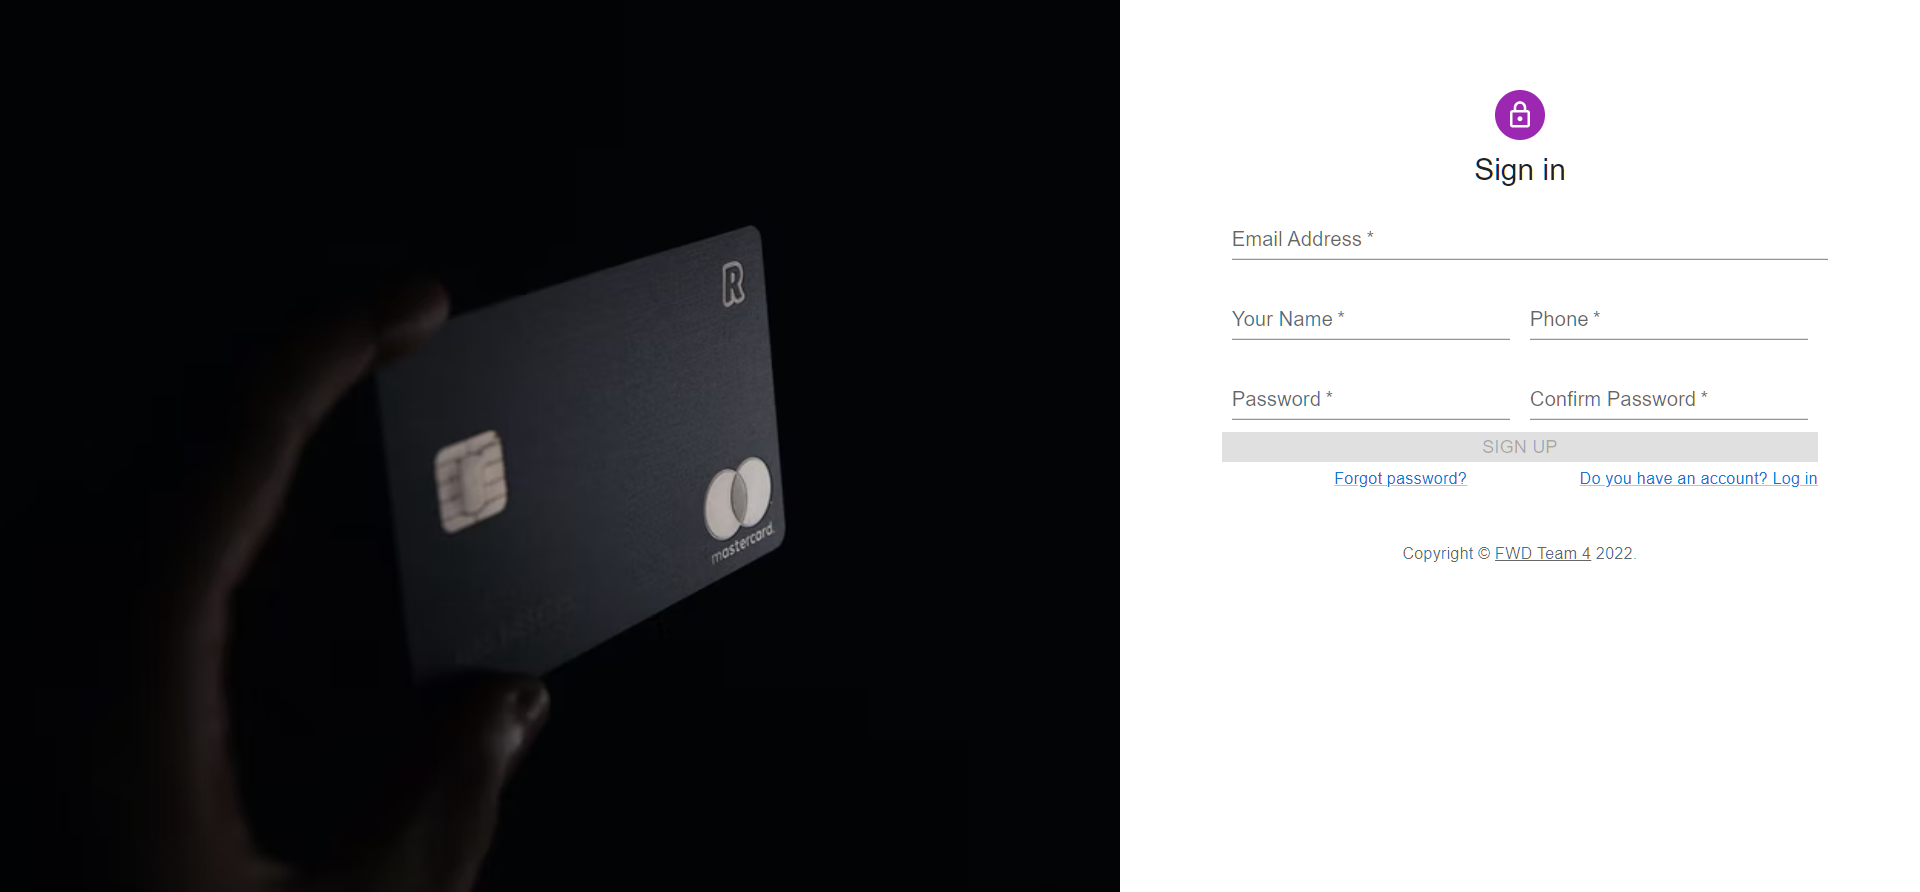 R
mastercard.
Sign in
Email Address *
Your Name *
Phone *
Password *
Confirm Password *
SIGN UP
Forgot password?
Do you have an account? Log in
Copyright © FWD Team 4 2022.